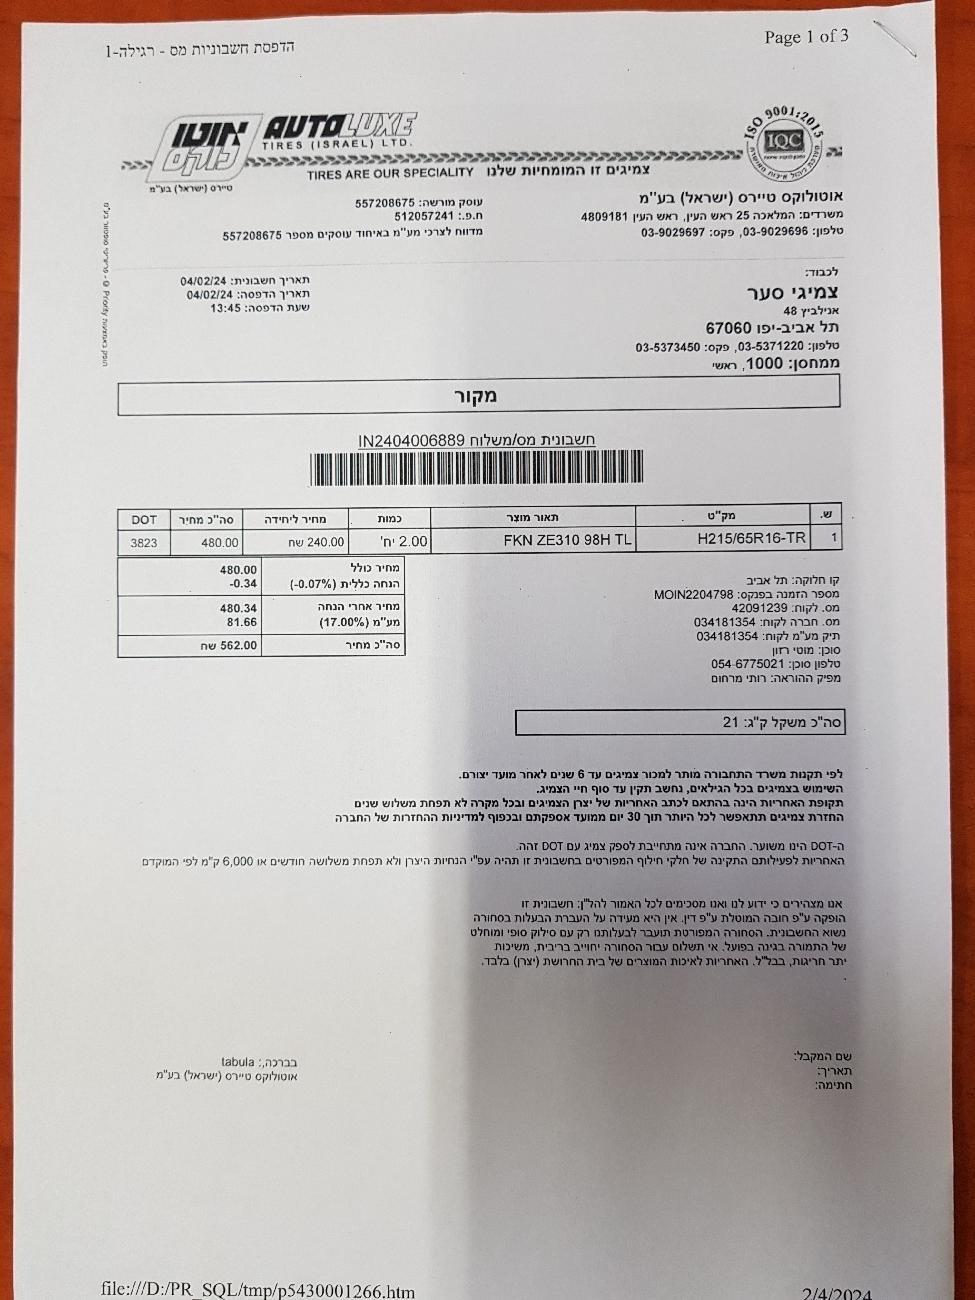 הדפסת חשבוניות מס - רגילה-1
Page 1 of 3
אוטו לוקס
AUTOLUXE
TIRES (ISRAEL) LTD.
טיירס (ישראל) בע"מ
ISO 9001:2015
IQC
צמיגים זו המומחיות שלנו TIRES ARE OUR SPECIALITY
אוטולוקס טיירס (ישראל) בע"מ
משרדים: המלאכה 25 ראש העין, ראש העין 4809181
טלפון: 03-9029696, פקס: 03-9029697
עוסק מורשה: 557208675
ח.פ.: 512057241
מדווח לצרכי מע"מ באיחוד עוסקים מספר 557208675
לכבוד:
צמיגי סער
אנילביץ 48
תל אביב-יפו 67060
טלפון: 03-5371220, פקס: 03-5373450
ממחסן: 1000, ראשי
תאריך חשבונית: 04/02/24
תאריך הדפסה: 04/02/24
שעת הדפסה: 13:45
מקור
חשבונית מס/משלוח IN2404006889
ש. מק"ט תאור מוצר כמות מחיר ליחידה סה"כ מחיר DOT
1 H215/65R16-TR FKN ZE310 98H TL 2.00 יח' 240.00 שח 480.00 3823
מחיר כולל 480.00
הנחה כללית (-0.07%) -0.34
מחיר אחרי הנחה 480.34
מע"מ (17.00%) 81.66
סה"כ מחיר 562.00 שח
קו חלוקה: תל אביב
מספר הזמנה בפנקס: MOIN2204798
מס. לקוח: 42091239
מס. חברה לקוח: 034181354
תיק מע"מ לקוח: 034181354
סוכן: מוטי רזון
טלפון סוכן: 054-6775021
מפיק ההוראה: רותי מרחום
סה"כ משקל ק"ג: 21
לפי תקנות משרד התחבורה מותר למכור צמיגים עד 6 שנים לאחר מועד יצורם.
השימוש בצמיגים בכל הגילאים, נחשב תקין עד סוף חיי הצמיג.
תקופת האחריות הינה בהתאם לכתב האחריות של יצרן הצמיגים ובכל מקרה לא תפחת משלוש שנים
החזרת צמיגים תתאפשר לכל היותר תוך 30 יום ממועד אספקתם ובכפוף למדיניות ההחזרות של החברה
ה-DOT הינו משוער. החברה אינה מתחייבת לספק צמיג עם DOT זהה.
האחריות לפעילותם התקינה של חלקי חילוף המפורטים בחשבונית זו תהיה עפ"י הנחיות היצרן ולא תפחת משלושה חודשים או 6,000 ק"מ לפי המוקדם
אנו מצהירים כי ידוע לנו ואנו מסכימים לכל האמור להל"ן: חשבונית זו
הופקה ע"פ חובה המוטלת ע"פ דין. אין היא מעידה על העברת הבעלות בסחורה
נשוא החשבונית. הסחורה המפורטת תועבר לבעלותנו רק עם סילוק סופי ומוחלט
של התמורה בגינה בפועל. אי תשלום עבור הסחורה יחוייב בריבית, משיכות
יתר חריגות, בבל"ל. האחריות לאיכות המוצרים של בית החרושת (יצרן) בלבד.
.
שם המקבל:
תאריך:
חתימה:
בברכה,: tabula
אוטולוקס טיירס (ישראל) בע"מ
file:///D:/PR_SQL/tmp/p5430001266.htm
2/4/2024